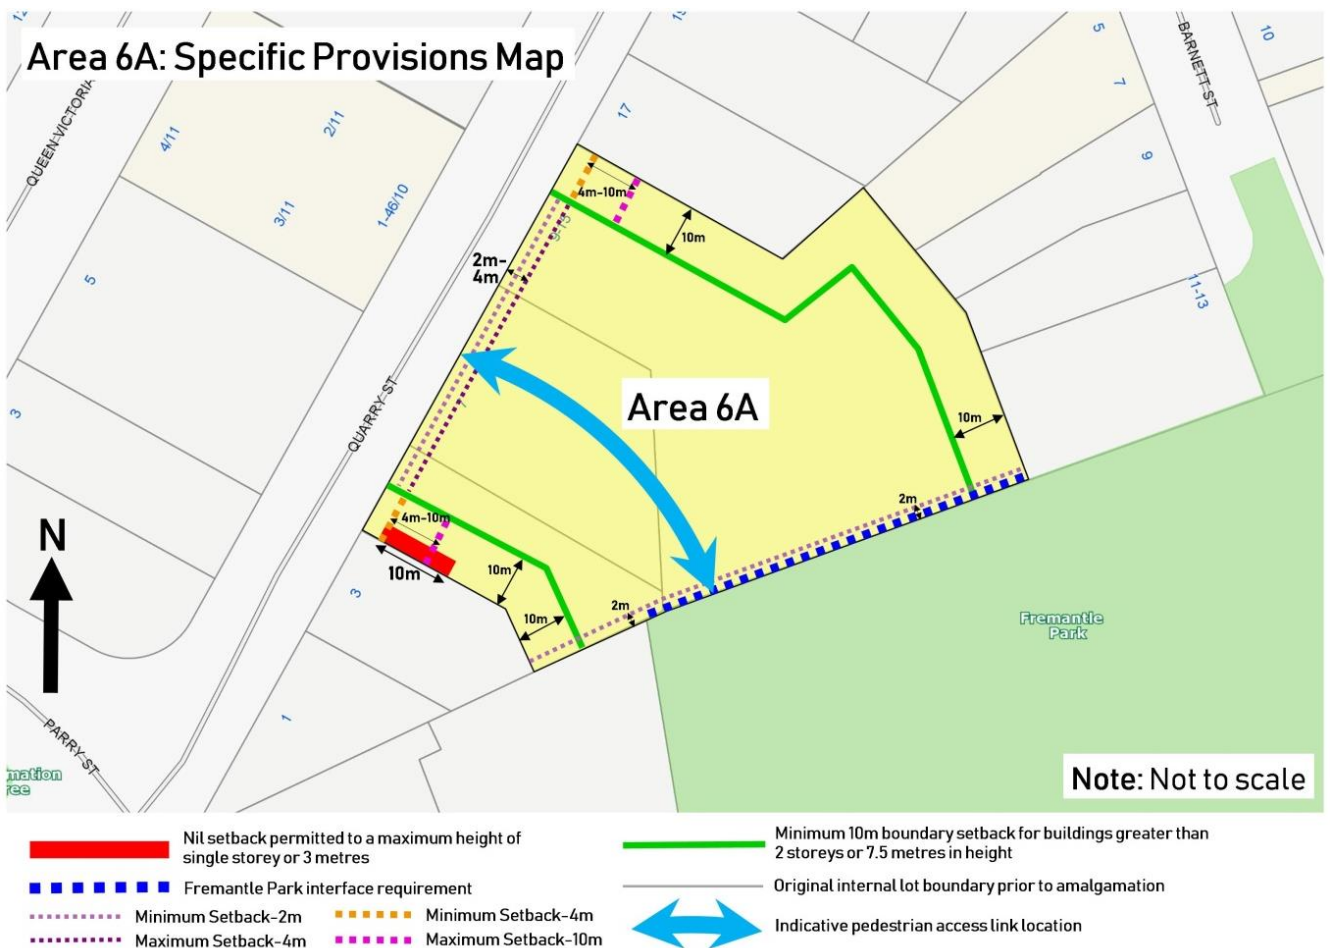 Area 6A: Specific Provisions Map
QUEEN VICTORIA
4/11
2/11
3/11
1-46/10
5
3
17
5
7
9
10
11-13
BARNETT ST
4m-10m
10m
9-15
2m-
4m
7
QUARRY ST
Area 6A
10m
2m
4m-10m
10m
10m
10m
2m
N
3
1
PARRY ST
Fremantle
Park
Note: Not to scale
Nil setback permitted to a maximum height of
single storey or 3 metres
Fremantle Park interface requirement
Minimum Setback-2m
Maximum Setback-4m
Minimum Setback-4m
Maximum Setback-10m
Minimum 10m boundary setback for buildings greater than
2 storeys or 7.5 metres in height
Original internal lot boundary prior to amalgamation
Indicative pedestrian access link location